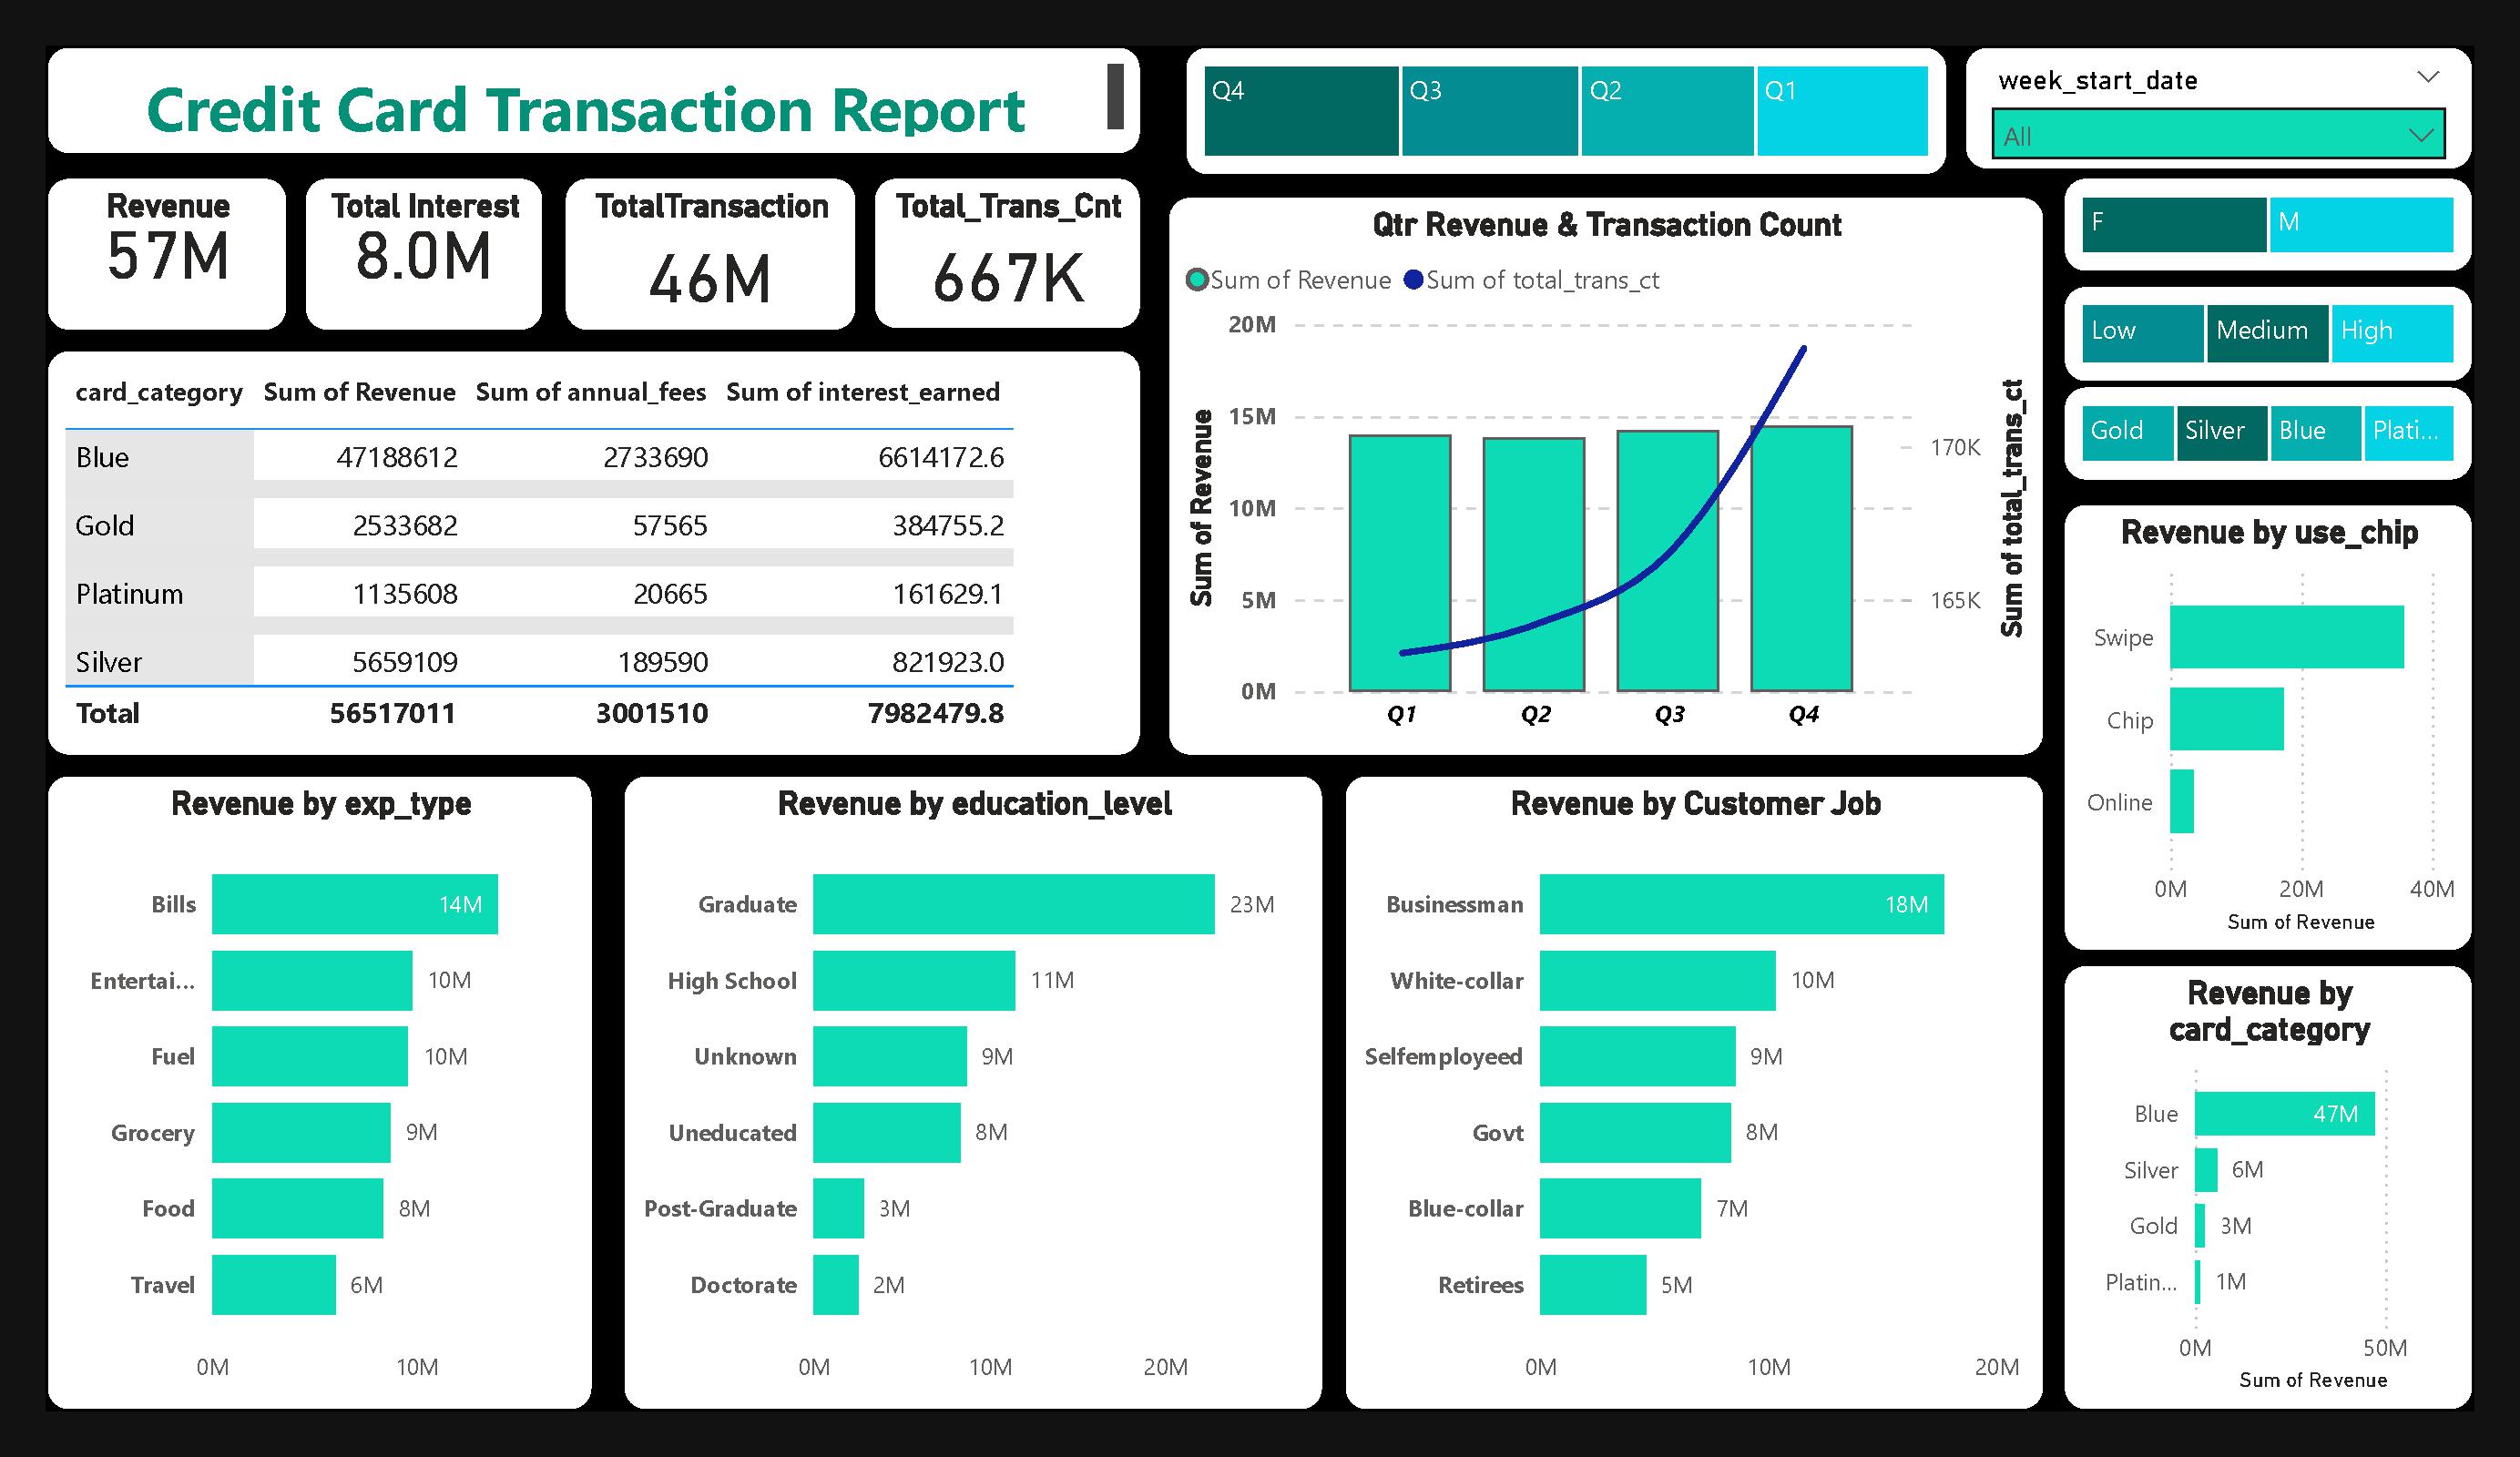 Credit Card Transaction Report
Q4 Q3 Q2 Q1
week_start_date
All
Revenue
57M
Total Interest
8.0M
TotalTransaction
46M
Total_Trans_Cnt
667K
F M
Low Medium High
Gold Silver Blue Plati...
card_category Sum of Revenue Sum of annual_fees Sum of interest_earned
Blue 47188612 2733690 6614172.6
Gold 2533682 57565 384755.2
Platinum 1135608 20665 161629.1
Silver 5659109 189590 821923.0
Total 56517011 3001510 7982479.8
Qtr Revenue & Transaction Count
Sum of Revenue Sum of total_trans_ct
20M
15M
10M
5M
0M
Sum of Revenue
170K
165K
Sum of total_trans_ct
Q1 Q2 Q3 Q4
Revenue by use_chip
Swipe
Chip
Online
0M 20M 40M
Sum of Revenue
Revenue by exp_type
Bills 14M
Entertai... 10M
Fuel 10M
Grocery 9M
Food 8M
Travel 6M
0M 10M
Revenue by education_level
Graduate 23M
High School 11M
Unknown 9M
Uneducated 8M
Post-Graduate 3M
Doctorate 2M
0M 10M 20M
Revenue by Customer Job
Businessman 18M
White-collar 10M
Selfemployeed 9M
Govt 8M
Blue-collar 7M
Retirees 5M
0M 10M 20M
Revenue by
card_category
Blue 47M
Silver 6M
Gold 3M
Platin... 1M
0M 50M
Sum of Revenue